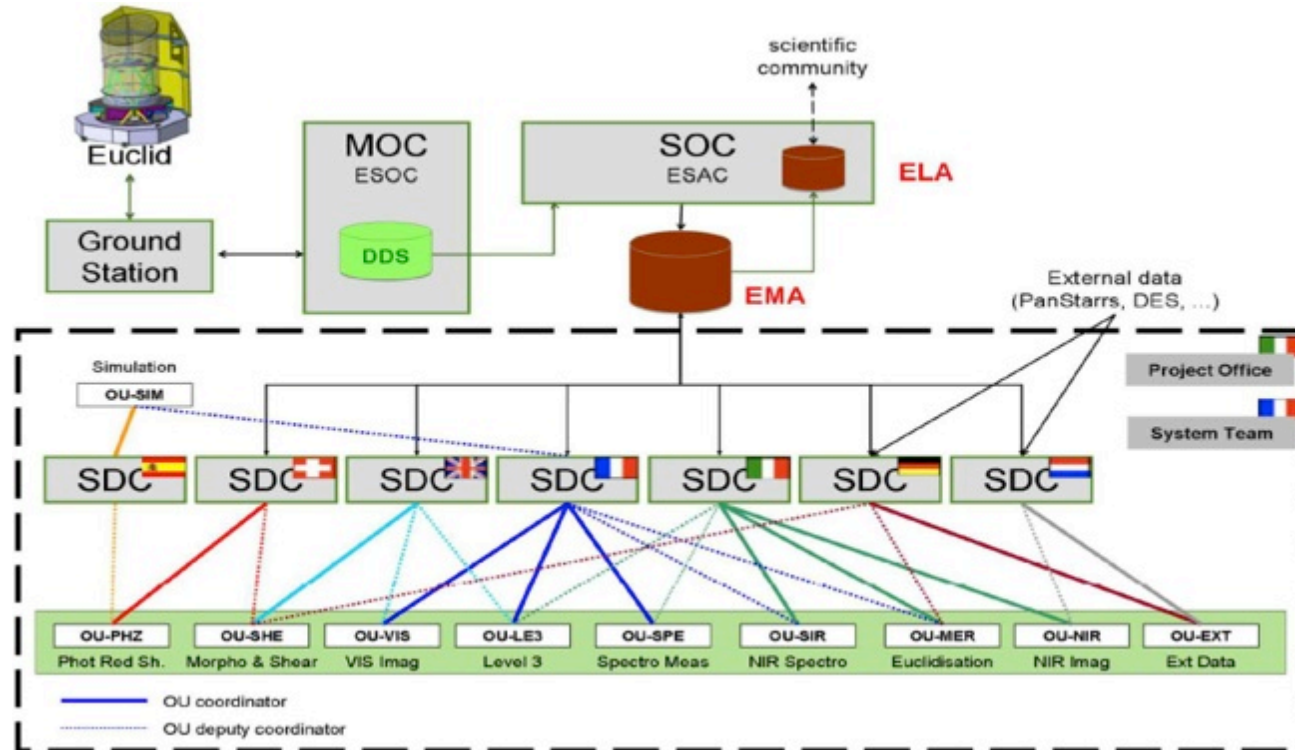 scientific
community
Euclid
MOC
ESOC
SOC
ESAC
ELA
Ground
Station
DDS
EMA
External data
(PanStarrs, DES, ...)
Simulation
OU-SIM
Project Office
System Team
SDC SDC SDC SDC SDC SDC SDC
OU-PHZ OU-SHE OU-VIS OU-LE3 OU-SPE OU-SIR OU-MER OU-NIR OU-EXT
Phot Red Sh. Morpho & Shear VIS Imag Level 3 Spectro Meas NIR Spectro Euclidisation NIR Imag Ext Data
OU coordinator
OU deputy coordinator